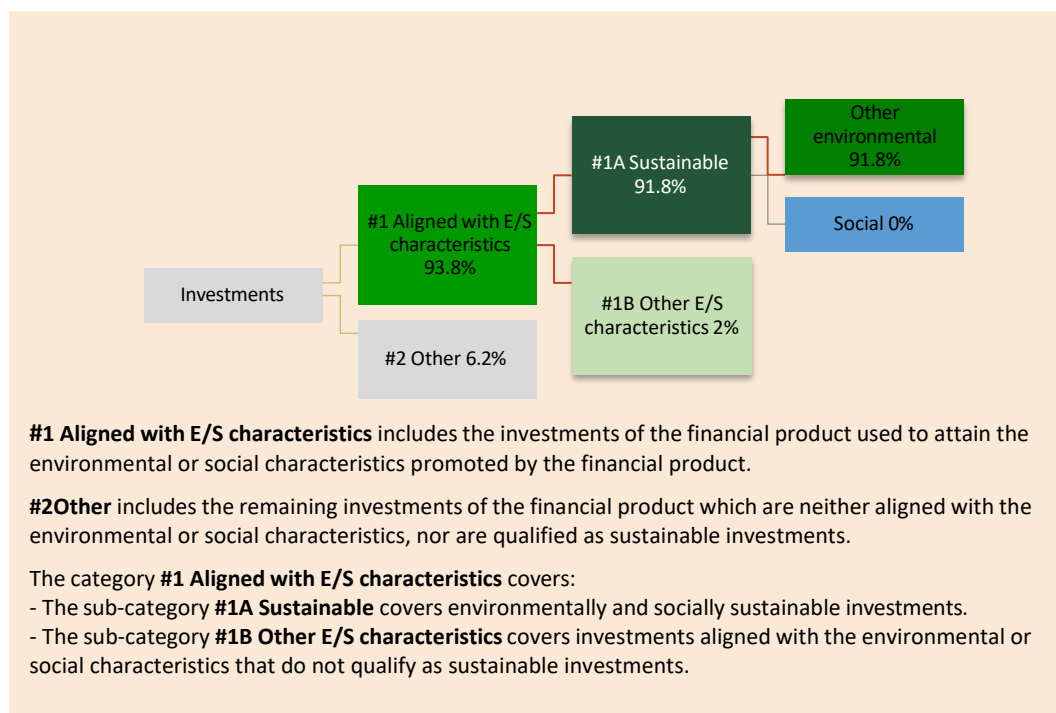 Other
environmental
91.8%
#1A Sustainable
91.8%
Social 0%
#1 Aligned with E/S
characteristics
93.8%
Investments
#1B Other E/S
characteristics 2%
#2 Other 6.2%
#1 Aligned with E/S characteristics includes the investments of the financial product used to attain the
environmental or social characteristics promoted by the financial product.
#2Other includes the remaining investments of the financial product which are neither aligned with the
environmental or social characteristics, nor are qualified as sustainable investments.
The category #1 Aligned with E/S characteristics covers:
- The sub-category #1A Sustainable covers environmentally and socially sustainable investments.
- The sub-category #1B Other E/S characteristics covers investments aligned with the environmental or
social characteristics that do not qualify as sustainable investments.